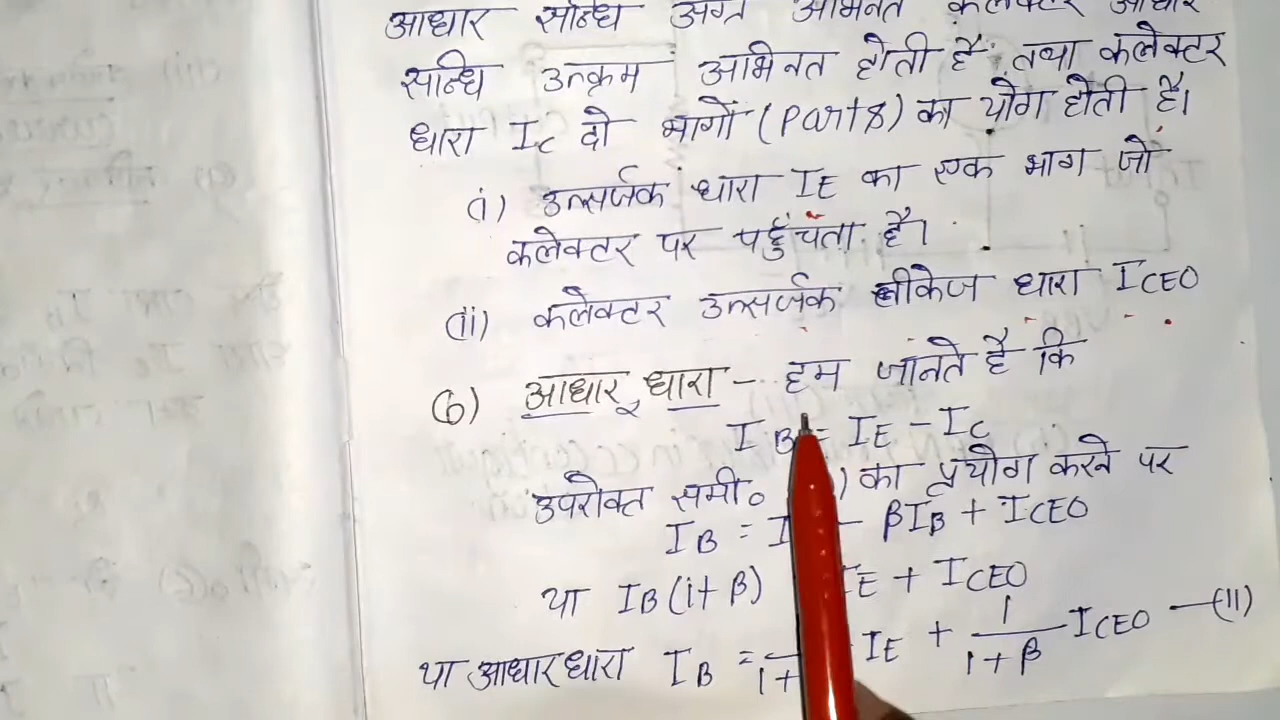 आधार सन्धि अग्र अभिनत कलेक्टर आधार
सन्धि उत्क्रम अभिनत होती है तथा कलेक्टर
धारा IC दो भागों (Parts) का योग होती है।
(i) उत्सर्जक धारा IE का एक भाग जो
कलेक्टर पर पहुँचता है।
(ii) कलेक्टर उत्सर्जक लीकेज धारा ICEO
(b) आधार धारा - हम जानते है कि
IB = IE - IC
उपरोक्त समी० ) का प्रयोग करने पर
IB = I - βIB + ICEO
या IB(1+β) IE + ICEO
या आधार धारा IB = 1+ IE + 1/1+β ICEO —(11)